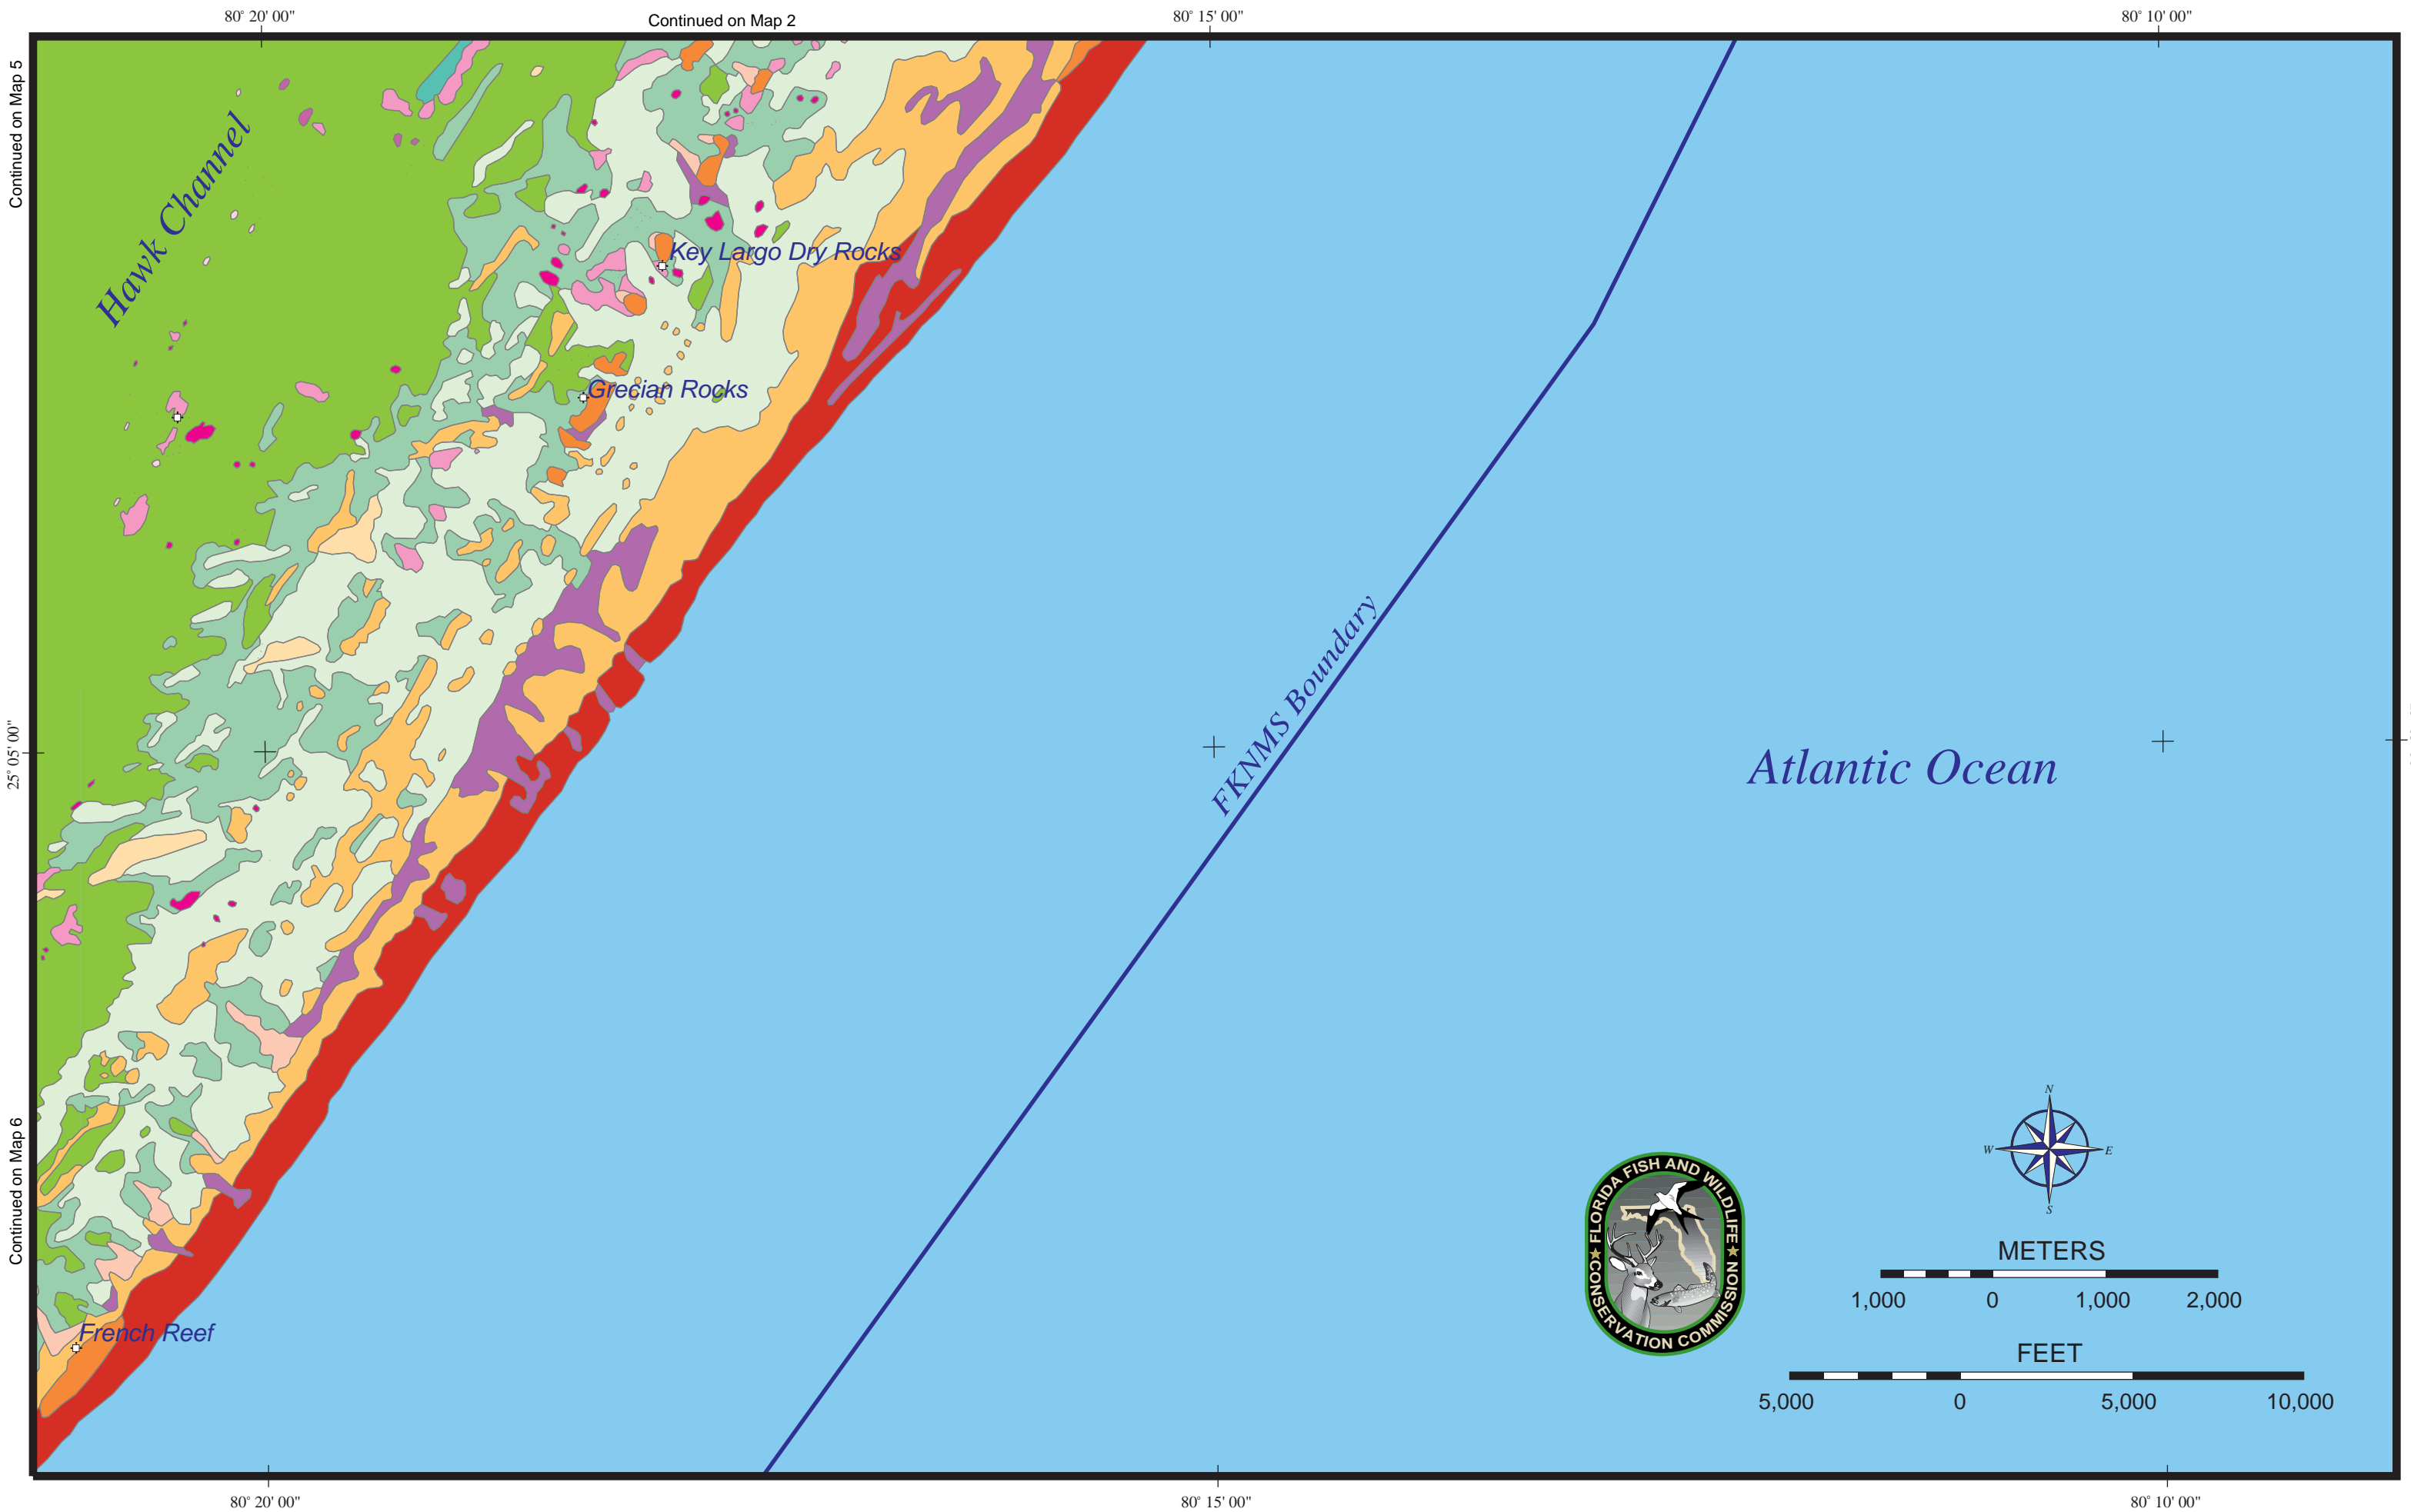 80° 20' 00"
Continued on Map 2
80° 15' 00"
80° 10' 00"
Continued on Map 5
Hawk Channel
Key Largo Dry Rocks
Grecian Rocks
FKNMS Boundary
25° 05' 00"
Atlantic Ocean
Continued on Map 6
N
W
E
S
FLORIDA FISH AND WILDLIFE
CONSERVATION COMMISSION
METERS
1,000 0 1,000 2,000
French Reef
FEET
5,000 0 5,000 10,000
80° 20' 00"
80° 15' 00"
80° 10' 00"